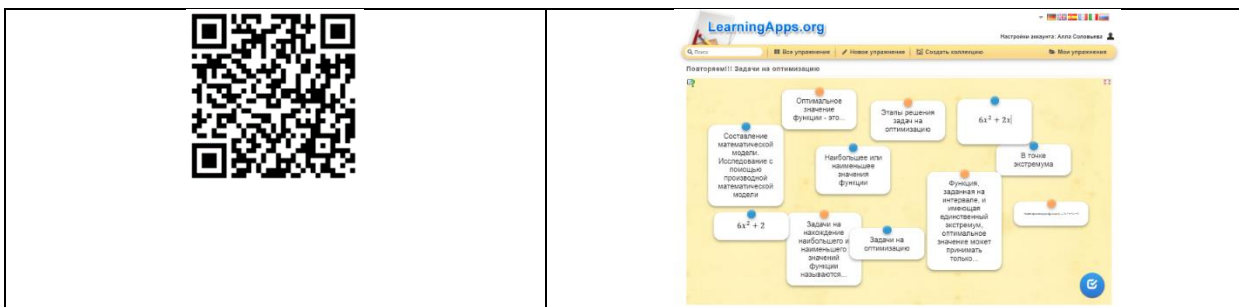 LearningApps.org
Настройки аккаунта: Алла Соловьева
Поиск
Все упражнения
Новое упражнение
Создать коллекцию
Мои упражнения
Повторяем!!! Задачи на оптимизацию
Оптимальное
значение
функции - это...
Этапы решения
задач на
оптимизацию
6x² + 2x
Составление
математической
модели.
Исследование с
помощью
производной
математической
модели
Наибольшее или
наименьшее
значения
функции
В точке
экстремума
Функция,
заданная на
интервале, и
имеющая
единственный
экстремум,
оптимальное
значение может
принимать
только...
6x² + 2
Задачи на
нахождение
наибольшего и
наименьшего
значений
функции
называются...
Задачи на
оптимизацию